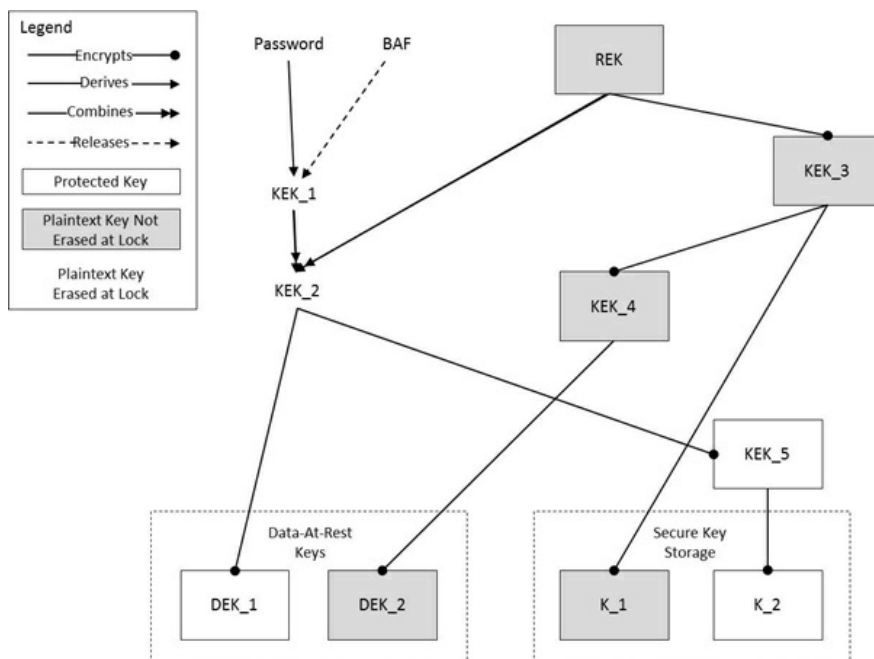 Legend
Encrypts
Derives
Combines
Releases
Protected Key
Plaintext Key Not
Erased at Lock
Plaintext Key
Erased at Lock
Password
BAF
REK
KEK_1
KEK_3
KEK_2
KEK_4
KEK_5
Data-At-Rest
Keys
Secure Key
Storage
DEK_1
DEK_2
K_1
K_2